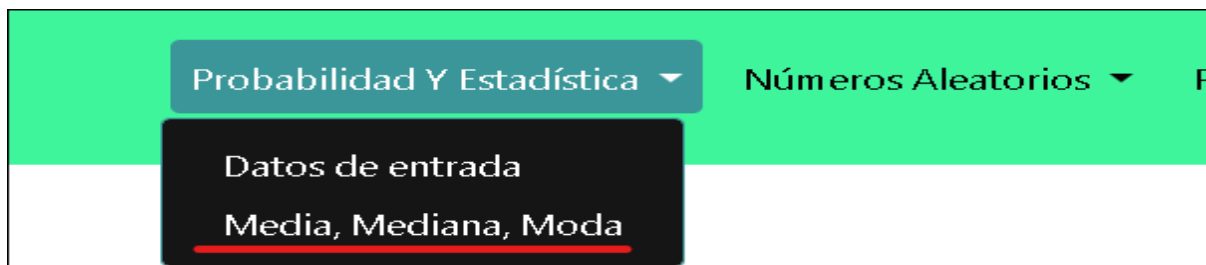 Probabilidad Y Estadística Números Aleatorios
Datos de entrada
Media, Mediana, Moda